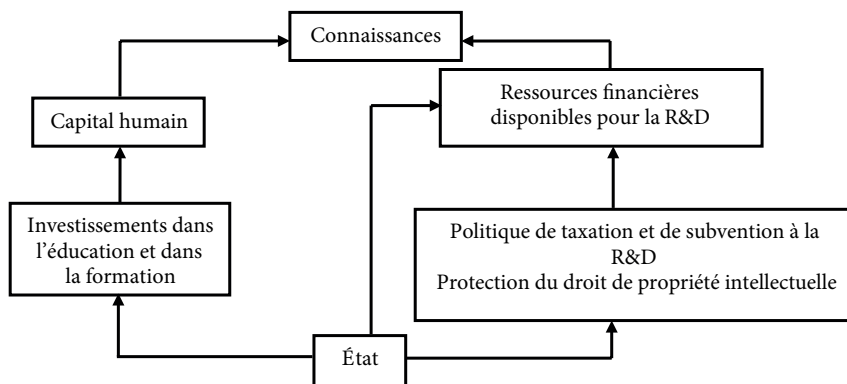 Connaissances
Ressources financières
disponibles pour la R&D
Capital humain
Investissements dans
l'éducation et dans
la formation
Politique de taxation et de subvention à la
R&D
Protection du droit de propriété intellectuelle
État